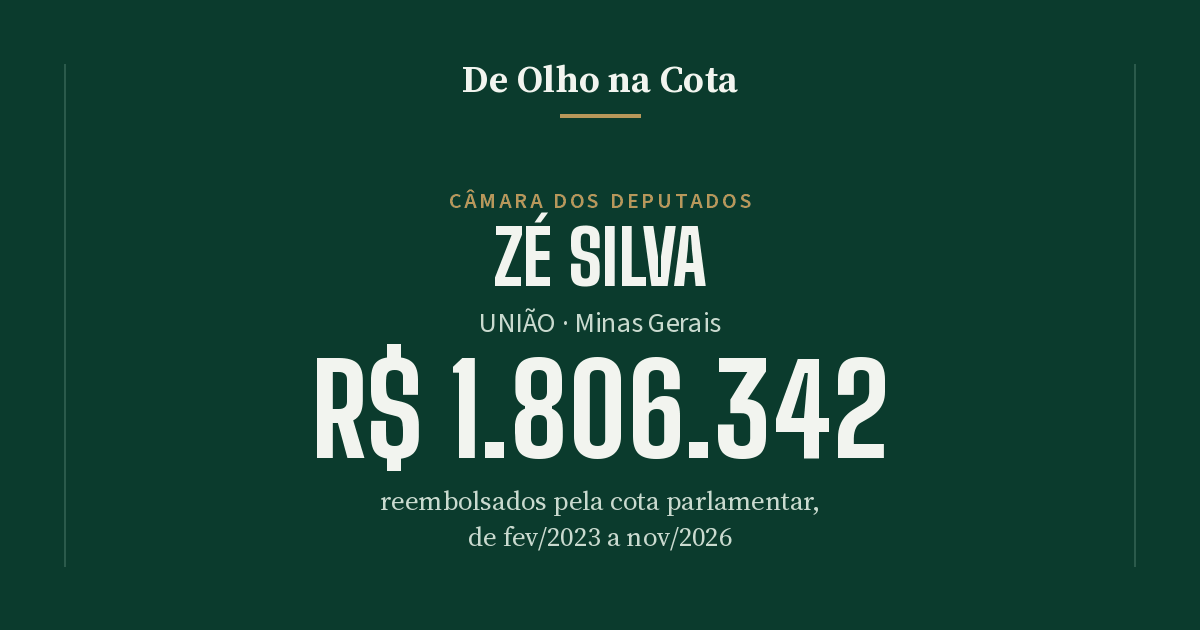 De Olho na Cota
CÂMARA DOS DEPUTADOS
ZÉ SILVA
UNIÃO · Minas Gerais
R$ 1.806.342
reembolsados pela cota parlamentar,
de fev/2023 a nov/2026